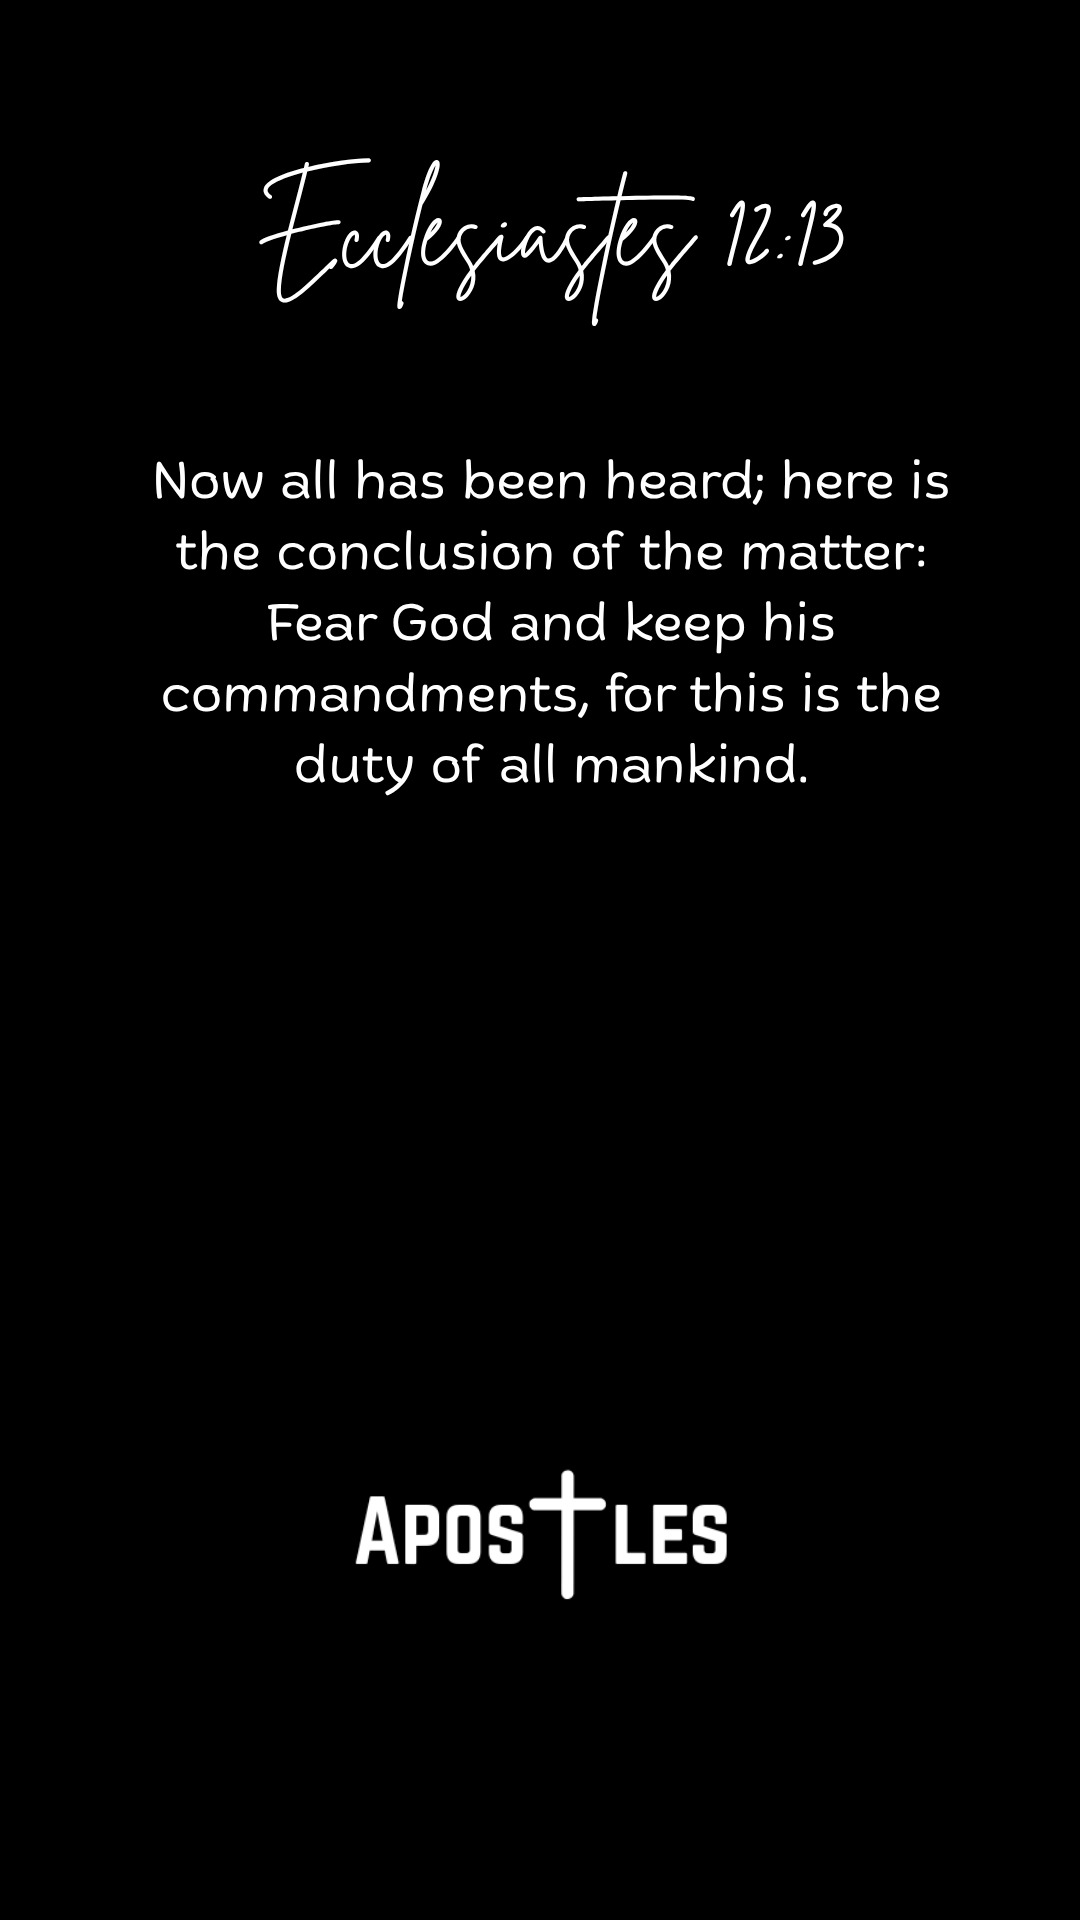 Ecclesiastes 12:13
Now all has been heard; here is
the conclusion of the matter:
Fear God and keep his
commandments, for this is the
duty of all mankind.
APOSTLES